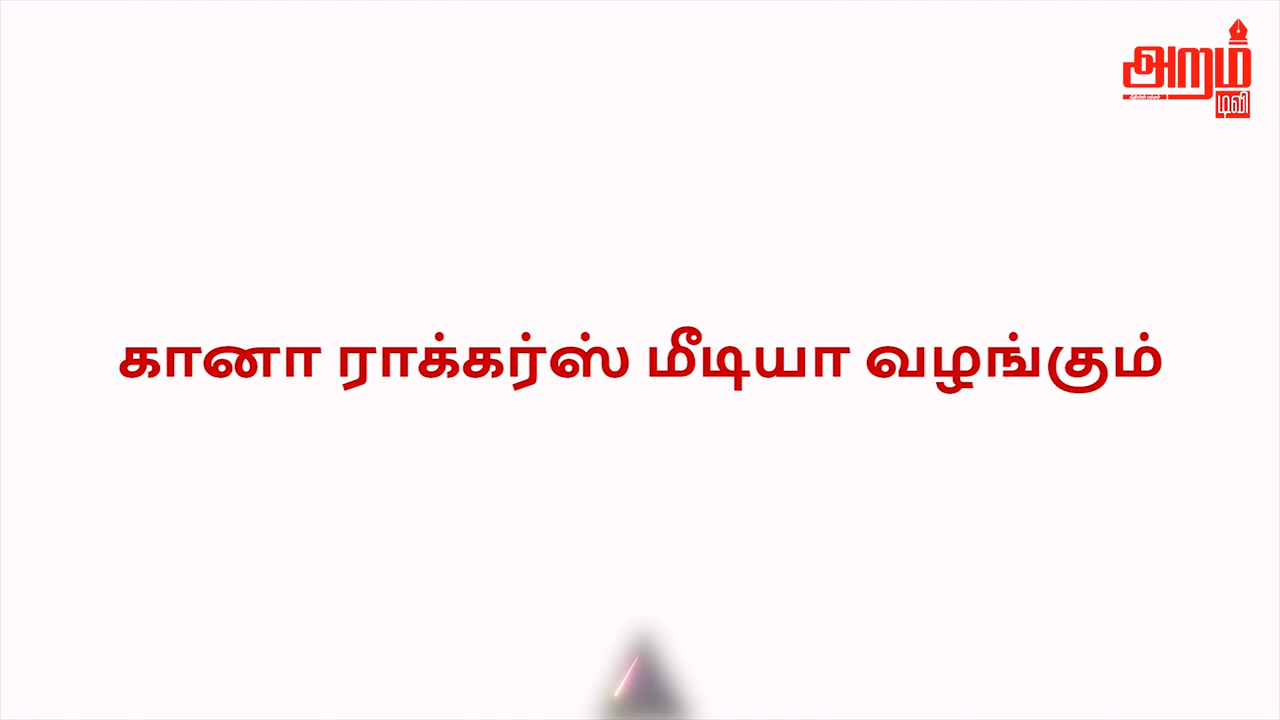 அறம்
டிவி
கானா ராக்கர்ஸ் மீடியா வழங்கும்